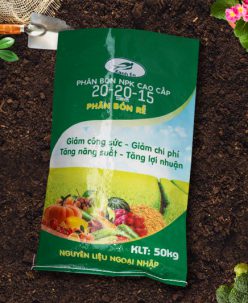 PHÂN BÓN NPK CAO CẤP
20-20-15
PHÂN BÓN RỄ
Giảm công sức - Giảm chi phí
Tăng năng suất - Tăng lợi nhuận
KLT: 50kg
NGUYÊN LIỆU NGOẠI NHẬP